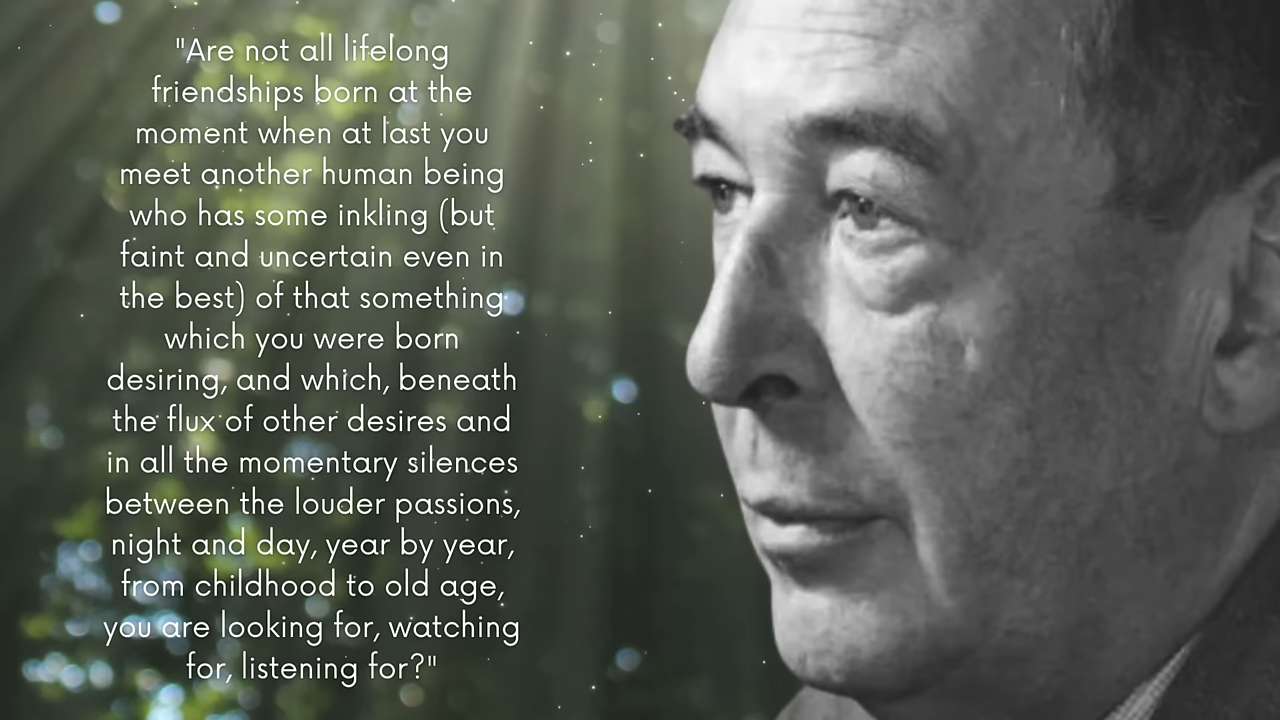 "Are not all lifelong
friendships born at the
moment when at last you
meet another human being
who has some inkling (but
faint and uncertain even in
the best) of that something
which you were born
desiring, and which, beneath
the flux of other desires and
in all the momentary silences
between the louder passions,
night and day, year by year,
from childhood to old age,
you are looking for, watching
for, listening for?"